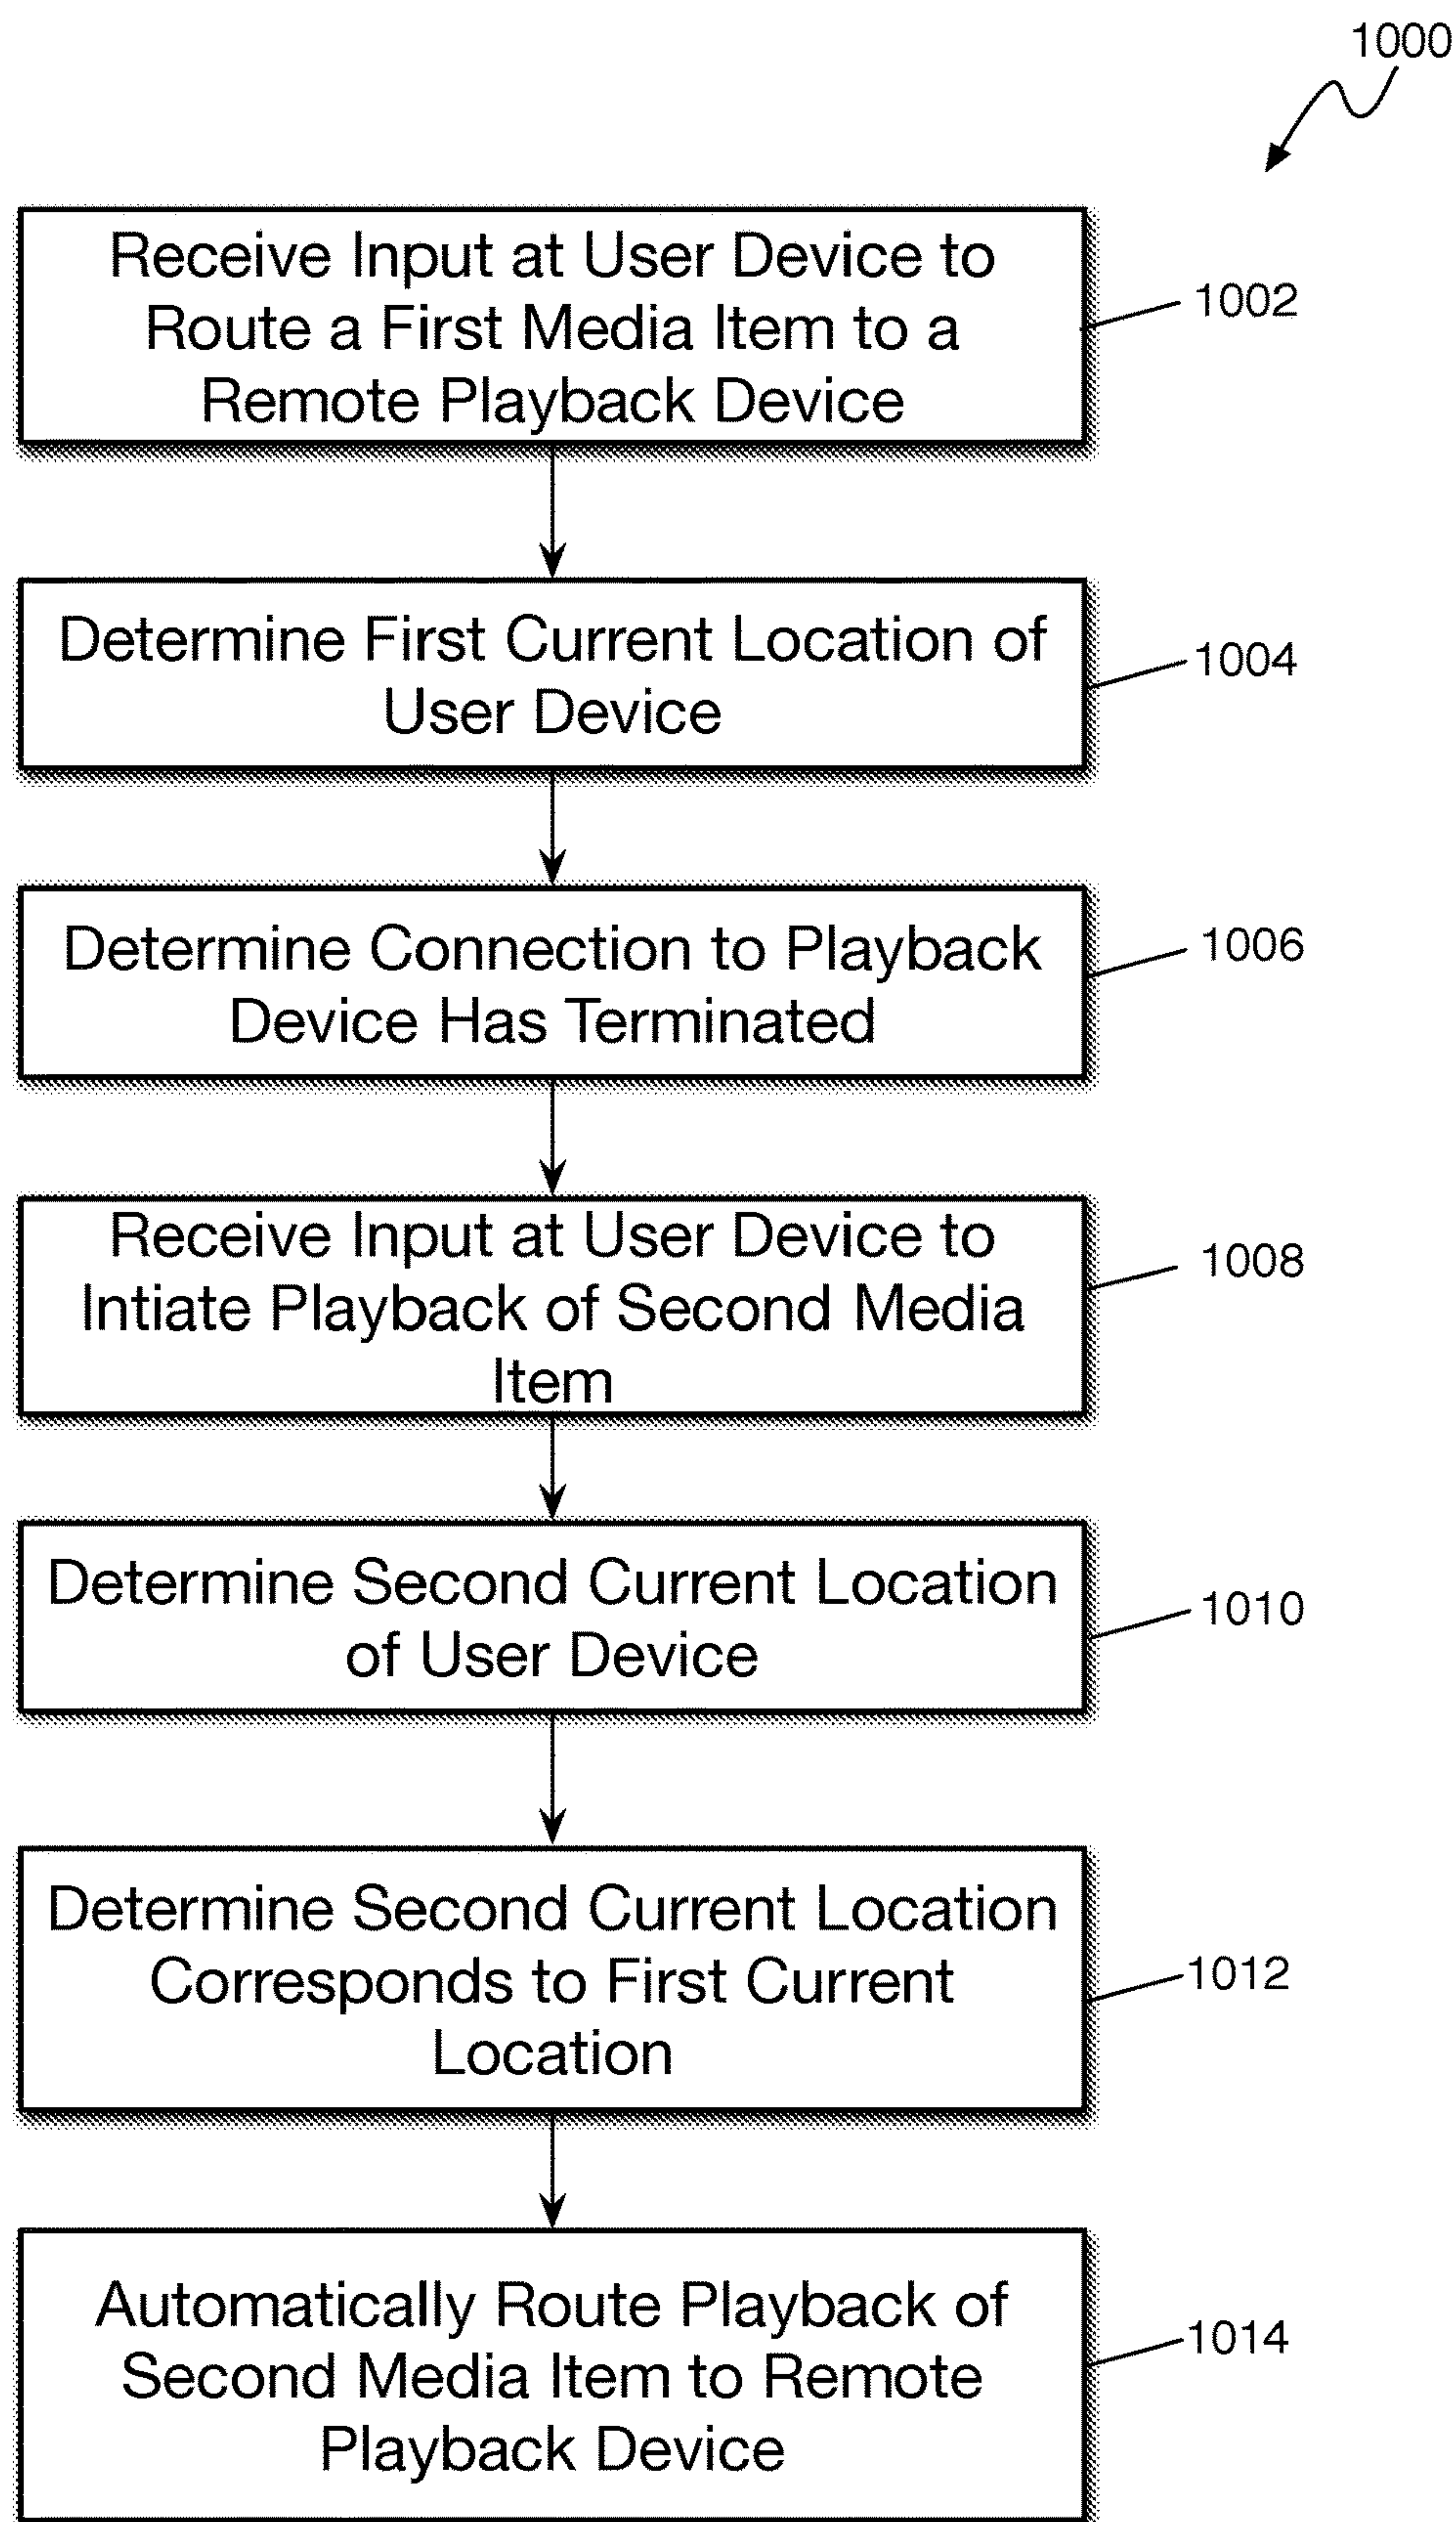 1000
Receive Input at User Device to
Route a First Media Item to a
Remote Playback Device
1002
Determine First Current Location of
User Device
1004
Determine Connection to Playback
Device Has Terminated
1006
Receive Input at User Device to
Intiate Playback of Second Media
Item
1008
Determine Second Current Location
of User Device
1010
Determine Second Current Location
Corresponds to First Current
Location
1012
Automatically Route Playback of
Second Media Item to Remote
Playback Device
1014